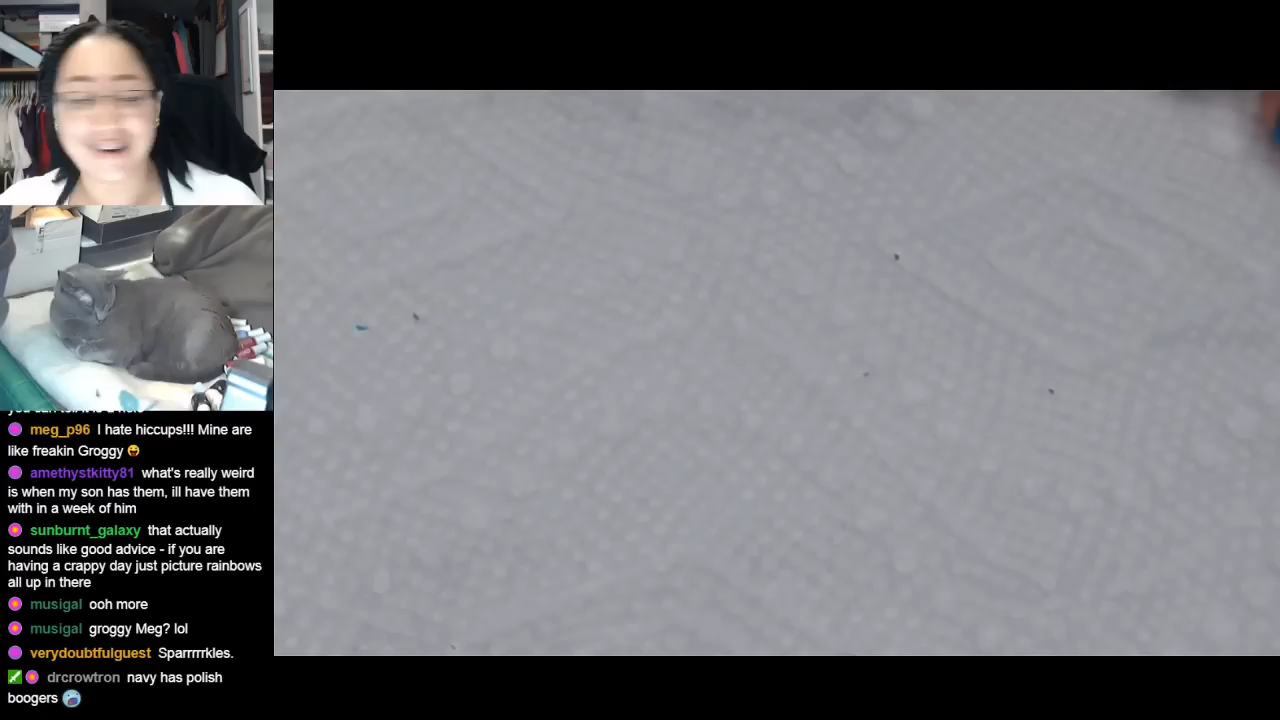 meg_p96 I hate hiccups!!! Mine are
like freakin Groggy
amethystkitty81 what's really weird
is when my son has them, ill have them
with in a week of him
sunburnt_galaxy that actually
sounds like good advice - if you are
having a crappy day just picture rainbows
all up in there
musigal ooh more
musigal groggy Meg? lol
verydoubtfulguest Sparrrrrkles.
drcrowtron navy has polish
boogers